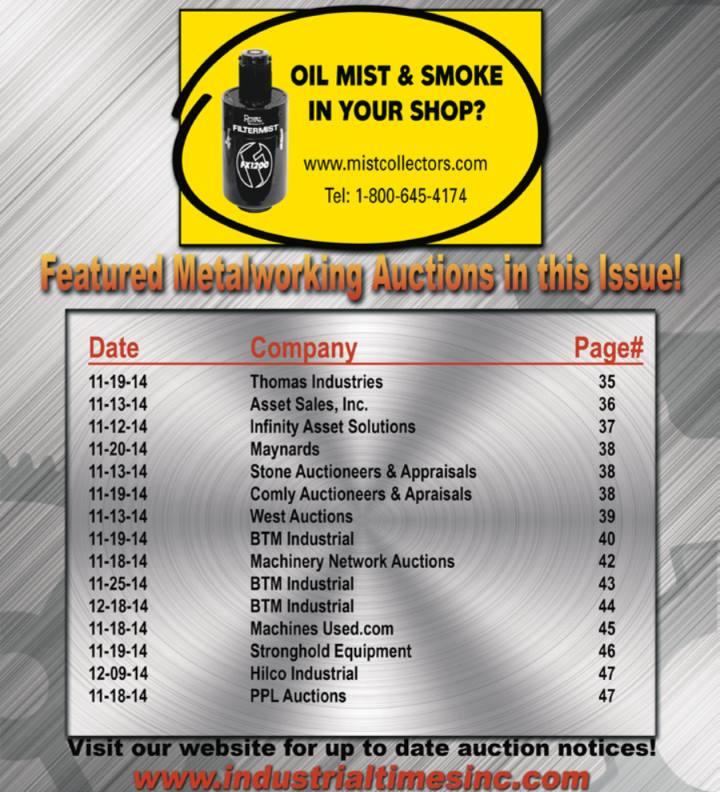 OIL MIST & SMOKE
IN YOUR SHOP?
ROYAL
FILTERMIST
FX1200
www.mistcollectors.com
Tel: 1-800-645-4174
Featured Metalworking Auctions in this Issue!
Date Company Page#
11-19-14 Thomas Industries 35
11-13-14 Asset Sales, Inc. 36
11-12-14 Infinity Asset Solutions 37
11-20-14 Maynards 38
11-13-14 Stone Auctioneers & Appraisals 38
11-19-14 Comly Auctioneers & Apraisals 38
11-13-14 West Auctions 39
11-19-14 BTM Industrial 40
11-18-14 Machinery Network Auctions 42
11-25-14 BTM Industrial 43
12-18-14 BTM Industrial 44
11-18-14 Machines Used.com 45
11-19-14 Stronghold Equipment 46
12-09-14 Hilco Industrial 47
11-18-14 PPL Auctions 47
Visit our website for up to date auction notices!
www.industrialtimesinc.com